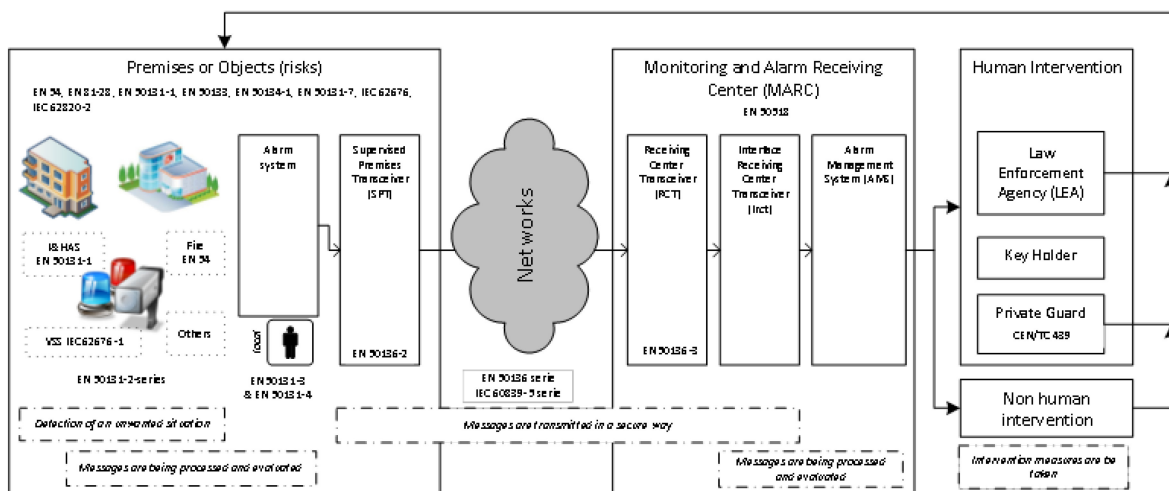 Premises or Objects (risks)
EN 54, EN 81-28, EN 50131-1, EN 50133, EN 50134-1, EN 50131-7, IEC 62676,
IEC 62820-2
I&HAS
EN 50131-1
Fire
EN 54
VSS IEC62676-1
Others
EN 50131-2-series
Alarm
system
local
EN 50131-3
& EN 50131-4
Supervised
Premises
Transceiver
(SPT)
EN 50136-2
Detection of an unwanted situation
Messages are being processed and evaluated
Networks
EN 50136 serie
IEC 60839-5 serie
Messages are transmitted in a secure way
Monitoring and Alarm Receiving
Center (MARC)
EN 50518
Receiving
Center
Transceiver
(RCT)
EN 50136-3
Interface
Receiving
Center
Transceiver
(Irct)
Alarm
Management
System (AMS)
Messages are being processed
and evaluated
Human Intervention
Law
Enforcement
Agency (LEA)
Key Holder
Private Guard
CEN/TC 439
Non human
intervention
Intervention measures are be
taken